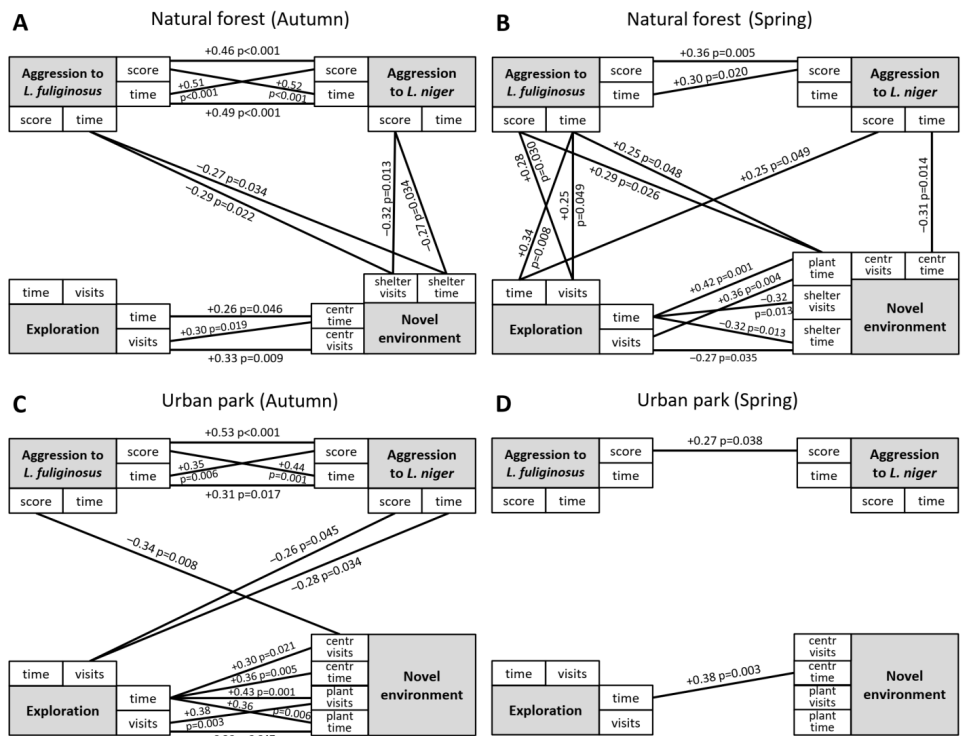 A
Natural forest (Autumn)
+0.46 p<0.001
Aggression to
L. fuliginosus
score
time
+0.51
p<0.001
+0.52
p<0.001
score
time
Aggression
to L. niger
+0.49 p<0.001
score
time
score
time
−0.27 p=0.034
−0.29 p=0.022
−0.32 p=0.013
−0.27 p=0.034
shelter
visits
shelter
time
time
visits
Exploration
time
visits
+0.26 p=0.046
+0.30 p=0.019
+0.33 p=0.009
centr
time
centr
visits
Novel
environment
B
Natural forest (Spring)
+0.36 p=0.005
Aggression to
L. fuliginosus
score
time
+0.30 p=0.020
score
time
Aggression
to L. niger
score
time
score
time
+0.28
p=0.030
+0.25 p=0.048
+0.29 p=0.026
+0.25 p=0.049
+0.34
p=0.008
+0.25
p=0.049
−0.31 p=0.014
time
visits
Exploration
time
visits
+0.42 p=0.001
+0.36 p=0.004
−0.32
p=0.013
−0.32 p=0.013
−0.27 p=0.035
plant
time
centr
visits
centr
time
shelter
visits
shelter
time
Novel
environment
C
Urban park (Autumn)
+0.53 p<0.001
Aggression to
L. fuliginosus
score
time
+0.35
p=0.006
+0.44
p=0.001
score
time
Aggression
to L. niger
+0.31 p=0.017
score
time
score
time
−0.34 p=0.008
−0.26 p=0.045
−0.28 p=0.034
time
visits
Exploration
time
visits
+0.30 p=0.021
+0.36 p=0.005
+0.43 p=0.001
+0.38
p=0.003
+0.36
p=0.006
centr
visits
centr
time
plant
visits
plant
time
Novel
environment
D
Urban park (Spring)
Aggression to
L. fuliginosus
score
time
+0.27 p=0.038
score
time
Aggression
to L. niger
score
time
score
time
time
visits
Exploration
time
visits
+0.38 p=0.003
centr
visits
centr
time
plant
visits
plant
time
Novel
environment